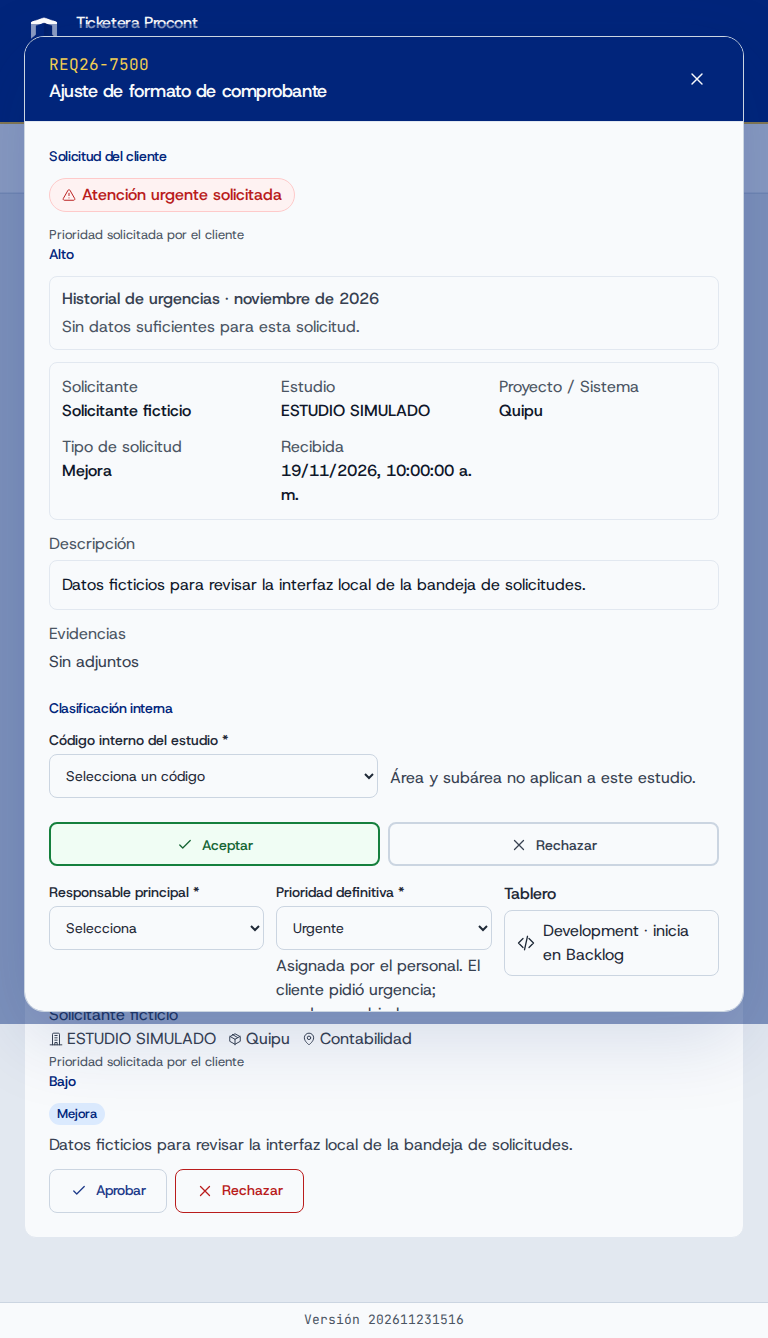 Ticketera Procont
REQ26-7500
Ajuste de formato de comprobante
Solicitud del cliente
Atención urgente solicitada
Prioridad solicitada por el cliente
Alto
Historial de urgencias · noviembre de 2026
Sin datos suficientes para esta solicitud.
Solicitante
Estudio
Proyecto / Sistema
Solicitante ficticio
ESTUDIO SIMULADO
Quipu
Tipo de solicitud
Recibida
Mejora
19/11/2026, 10:00:00 a.
m.
Descripción
Datos ficticios para revisar la interfaz local de la bandeja de solicitudes.
Evidencias
Sin adjuntos
Clasificación interna
Código interno del estudio *
Selecciona un código
Área y subárea no aplican a este estudio.
Aceptar
Rechazar
Responsable principal *
Prioridad definitiva *
Tablero
Selecciona
Urgente
Development · inicia
en Backlog
Asignada por el personal. El
cliente pidió urgencia;
Solicitante ficticio
ESTUDIO SIMULADO Quipu Contabilidad
Prioridad solicitada por el cliente
Bajo
Mejora
Datos ficticios para revisar la interfaz local de la bandeja de solicitudes.
Aprobar
Rechazar
Versión 202611231516